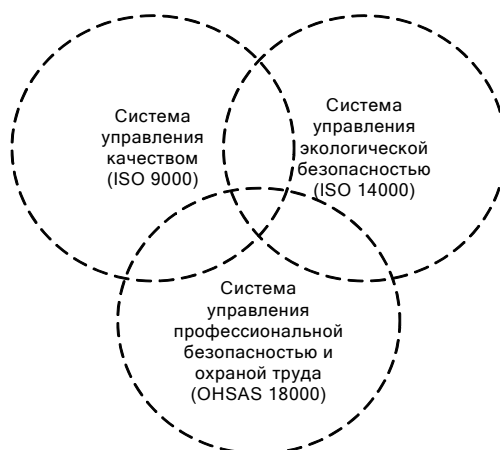 Система
управления
качеством
(ISO 9000)
Система
управления
экологической
безопасностью
(ISO 14000)
Система
управления
профессиональной
безопасностью и
охраной труда
(OHSAS 18000)